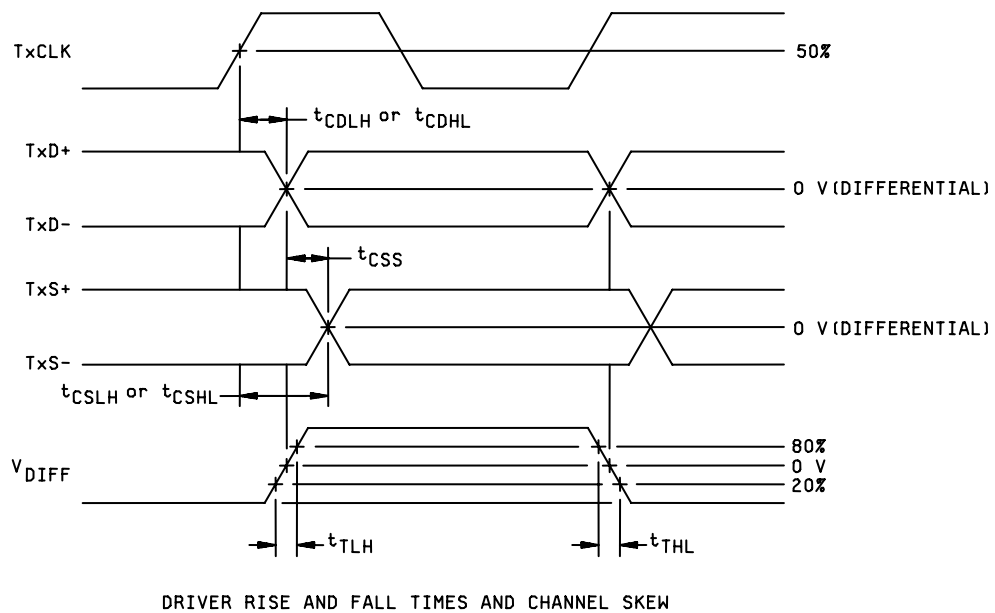 TxCLK
50%
tCDLH or tCDHL
TxD+
0 V(DIFFERENTIAL)
TxD-
tCSS
TxS+
0 V(DIFFERENTIAL)
TxS-
tCSLH or tCSHL
80%
VDIFF
0 V
20%
tTLH
tTHL
DRIVER RISE AND FALL TIMES AND CHANNEL SKEW